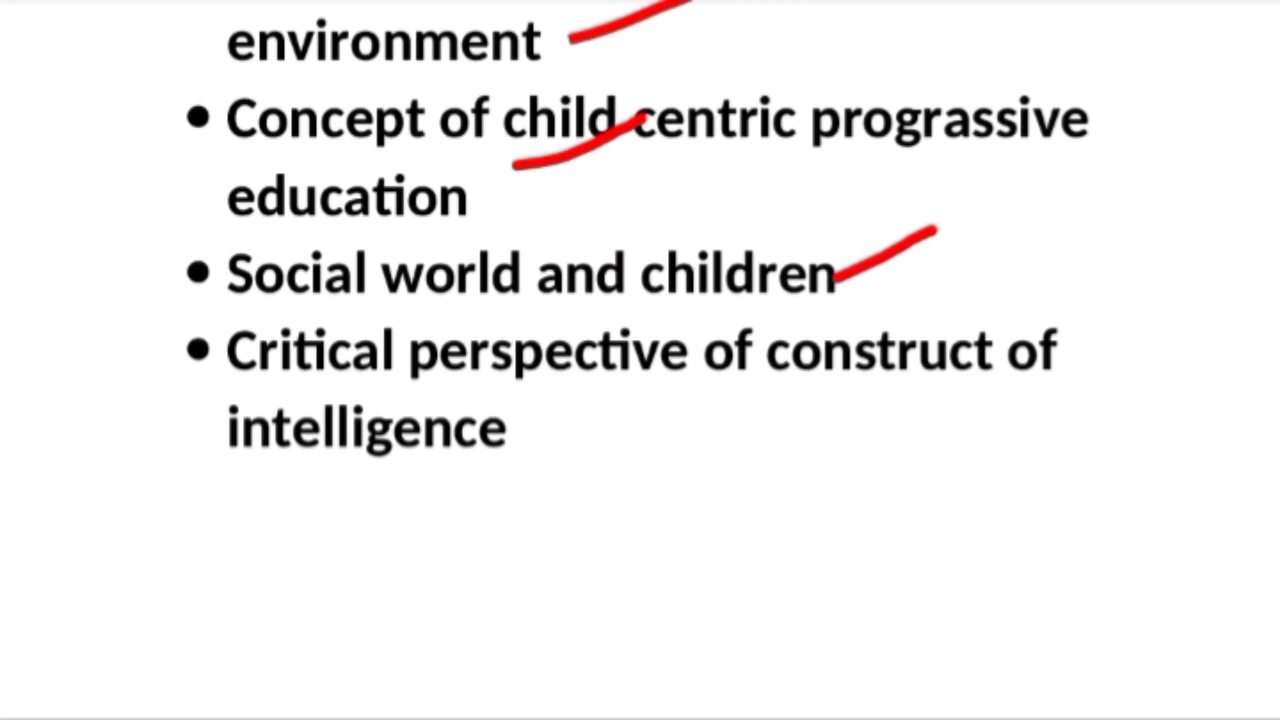 environment
• Concept of child centric prograssive
education
• Social world and children
• Critical perspective of construct of
intelligence